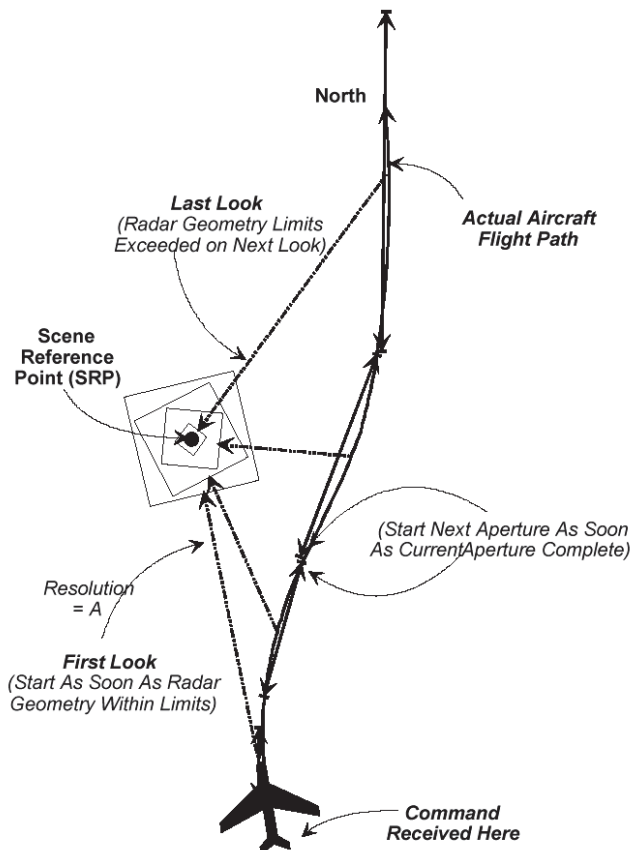 North
Last Look
(Radar Geometry Limits
Exceeded on Next Look)
Actual Aircraft
Flight Path
Scene
Reference
Point (SRP)
(Start Next Aperture As Soon
As CurrentAperture Complete)
Resolution
= A
First Look
(Start As Soon As Radar
Geometry Within Limits)
Command
Received Here